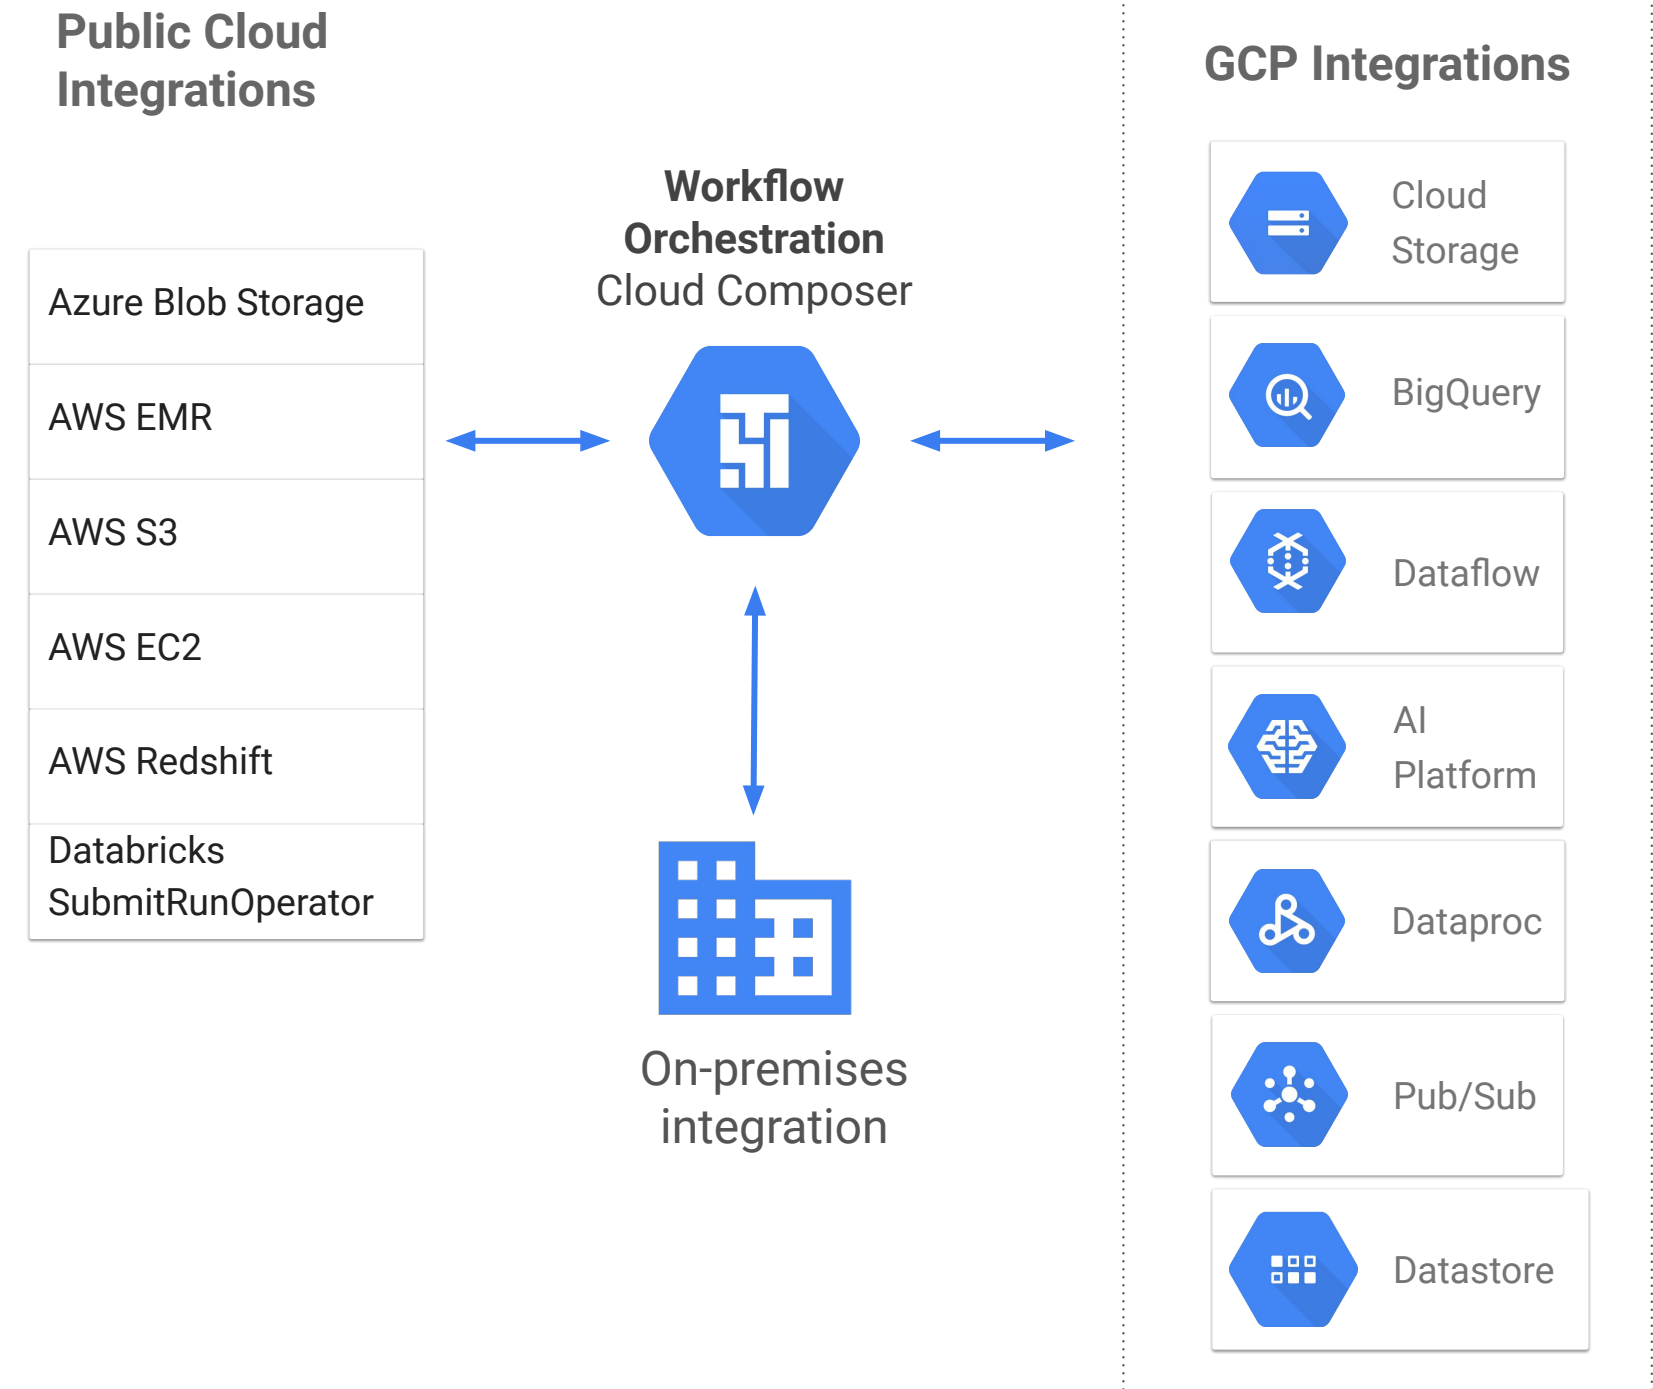 Public Cloud
Integrations
Azure Blob Storage
AWS EMR
AWS S3
AWS EC2
AWS Redshift
Databricks
SubmitRunOperator
Workflow
Orchestration
Cloud Composer
On-premises
integration
GCP Integrations
Cloud
Storage
BigQuery
Dataflow
AI
Platform
Dataproc
Pub/Sub
Datastore